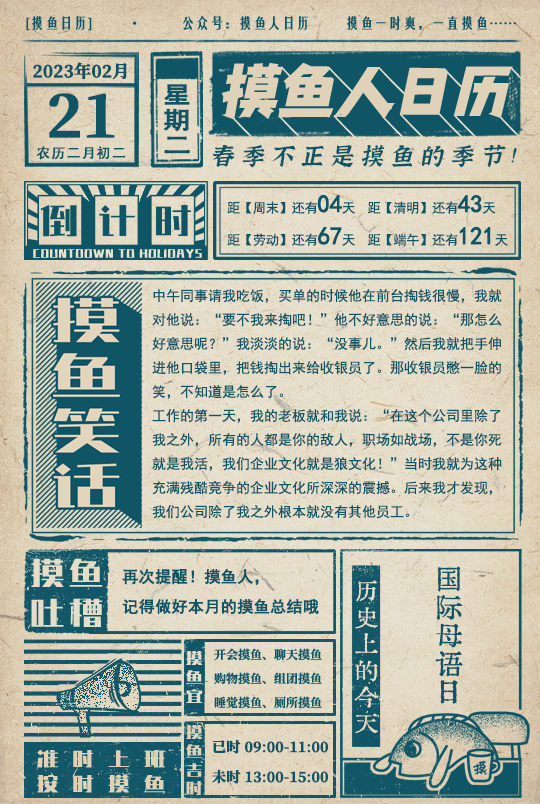 [摸鱼日历]
·
公众号：摸鱼人日历
摸鱼一时爽，一直摸鱼……
2023年02月
21
农历二月初二
星期二
摸鱼人日历
春季不正是摸鱼的季节!
倒计时
COUNTDOWN TO HOLIDAYS
距【周末】还有04天 距【清明】还有43天
距【劳动】还有67天 距【端午】还有121天
摸鱼笑话
中午同事请我吃饭，买单的时候他在前台掏钱很慢，我就
对他说：“要不我来掏吧！”他不好意思的说：“那怎么
好意思呢？”我淡淡的说：“没事儿。”然后我就把手伸
进他口袋里，把钱掏出来给收银员了。那收银员憋一脸的
笑，不知道是怎么了。
工作的第一天，我的老板就和我说：“在这个公司里除了
我之外，所有的人都是你的敌人，职场如战场，不是你死
就是我活，我们企业文化就是狼文化！”当时我就为这种
充满残酷竞争的企业文化所深深的震撼。后来我才发现，
我们公司除了我之外根本就没有其他员工。
摸鱼
吐槽
再次提醒！摸鱼人，
记得做好本月的摸鱼总结哦
准时上班
按时摸鱼
摸鱼宜
开会摸鱼、聊天摸鱼
购物摸鱼、组团摸鱼
睡觉摸鱼、厕所摸鱼
摸鱼吉时
巳时 09:00-11:00
未时 13:00-15:00
历史上的今天
国际母语日
摸